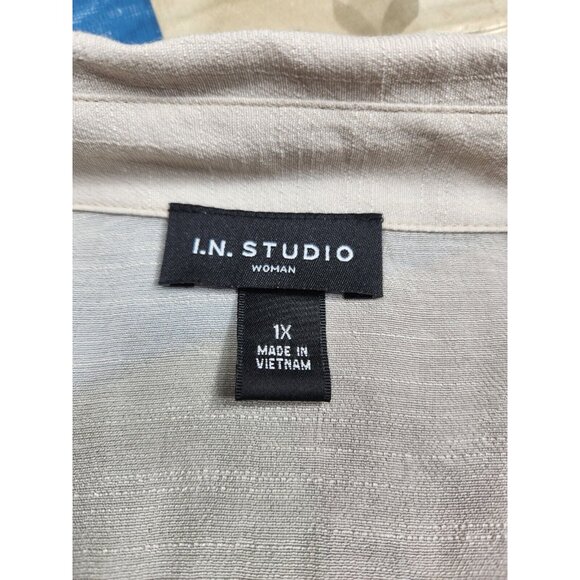 I.N. STUDIO
WOMAN
1X
MADE IN
VIETNAM